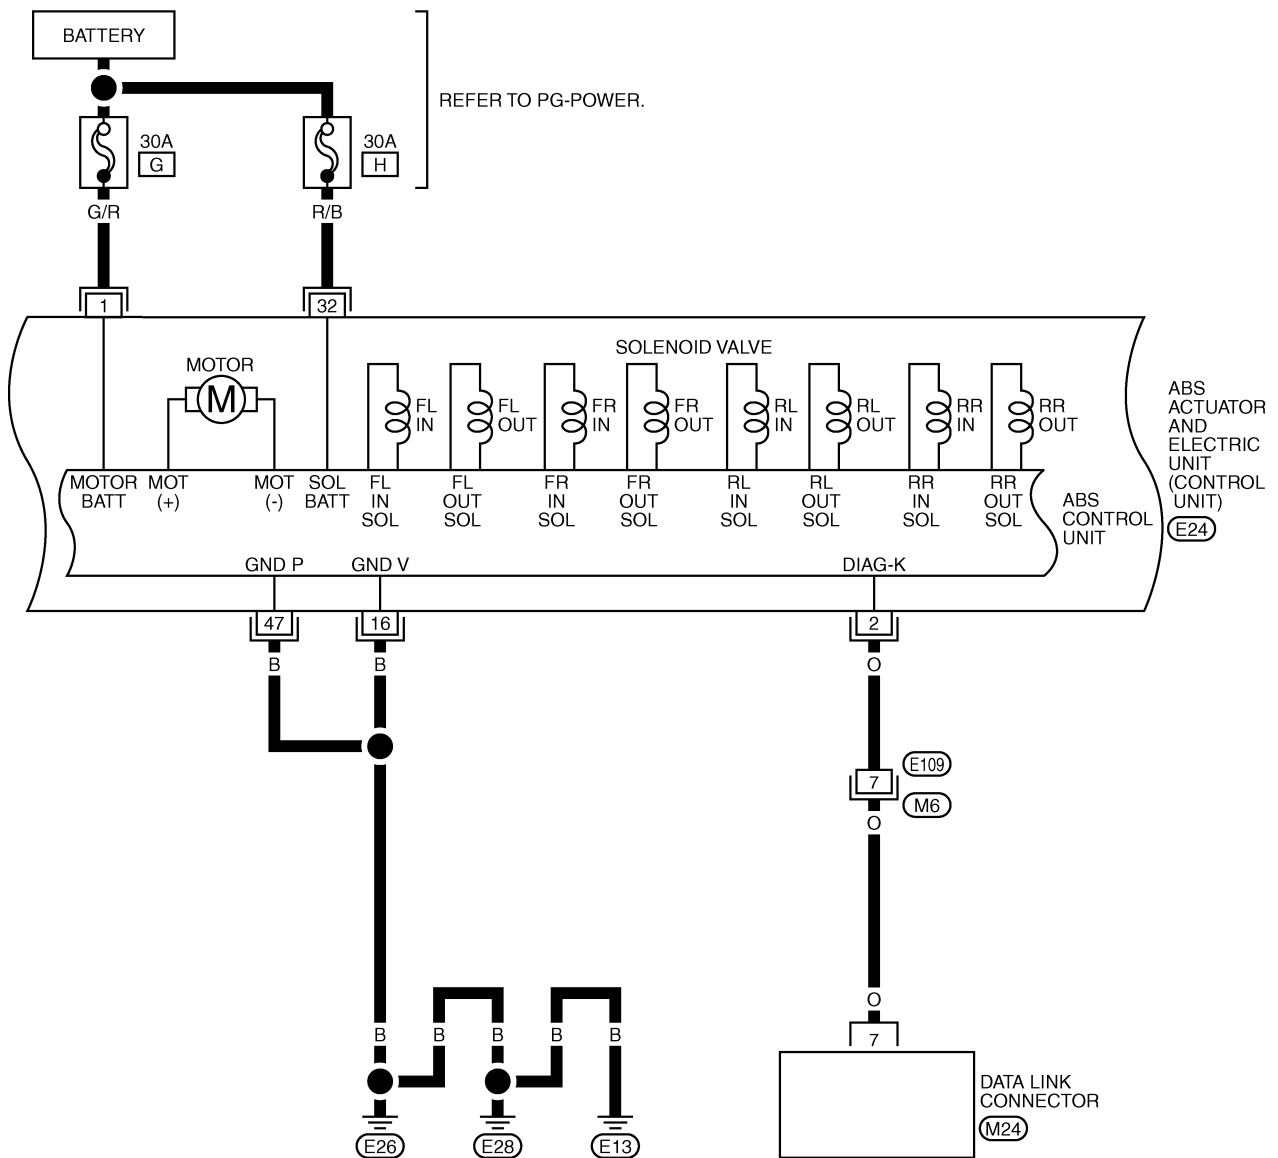 BATTERY
REFER TO PG-POWER.
30A
G
30A
H
G/R
R/B
1
32
SOLENOID VALVE
MOTOR
M
FL
IN
FL
OUT
FR
IN
FR
OUT
RL
IN
RL
OUT
RR
IN
RR
OUT
ABS
ACTUATOR
AND
ELECTRIC
UNIT
(CONTROL
UNIT)
E24
MOTOR
BATT
MOT
(+)
MOT
(-)
SOL
BATT
FL
IN
SOL
FL
OUT
SOL
FR
IN
SOL
FR
OUT
SOL
RL
IN
SOL
RL
OUT
SOL
RR
IN
SOL
RR
OUT
SOL
ABS
CONTROL
UNIT
GND P
GND V
DIAG-K
47
16
2
B
B
O
E109
7
M6
O
O
B
B
B
B
B
7
DATA LINK
CONNECTOR
M24
E26
E28
E13